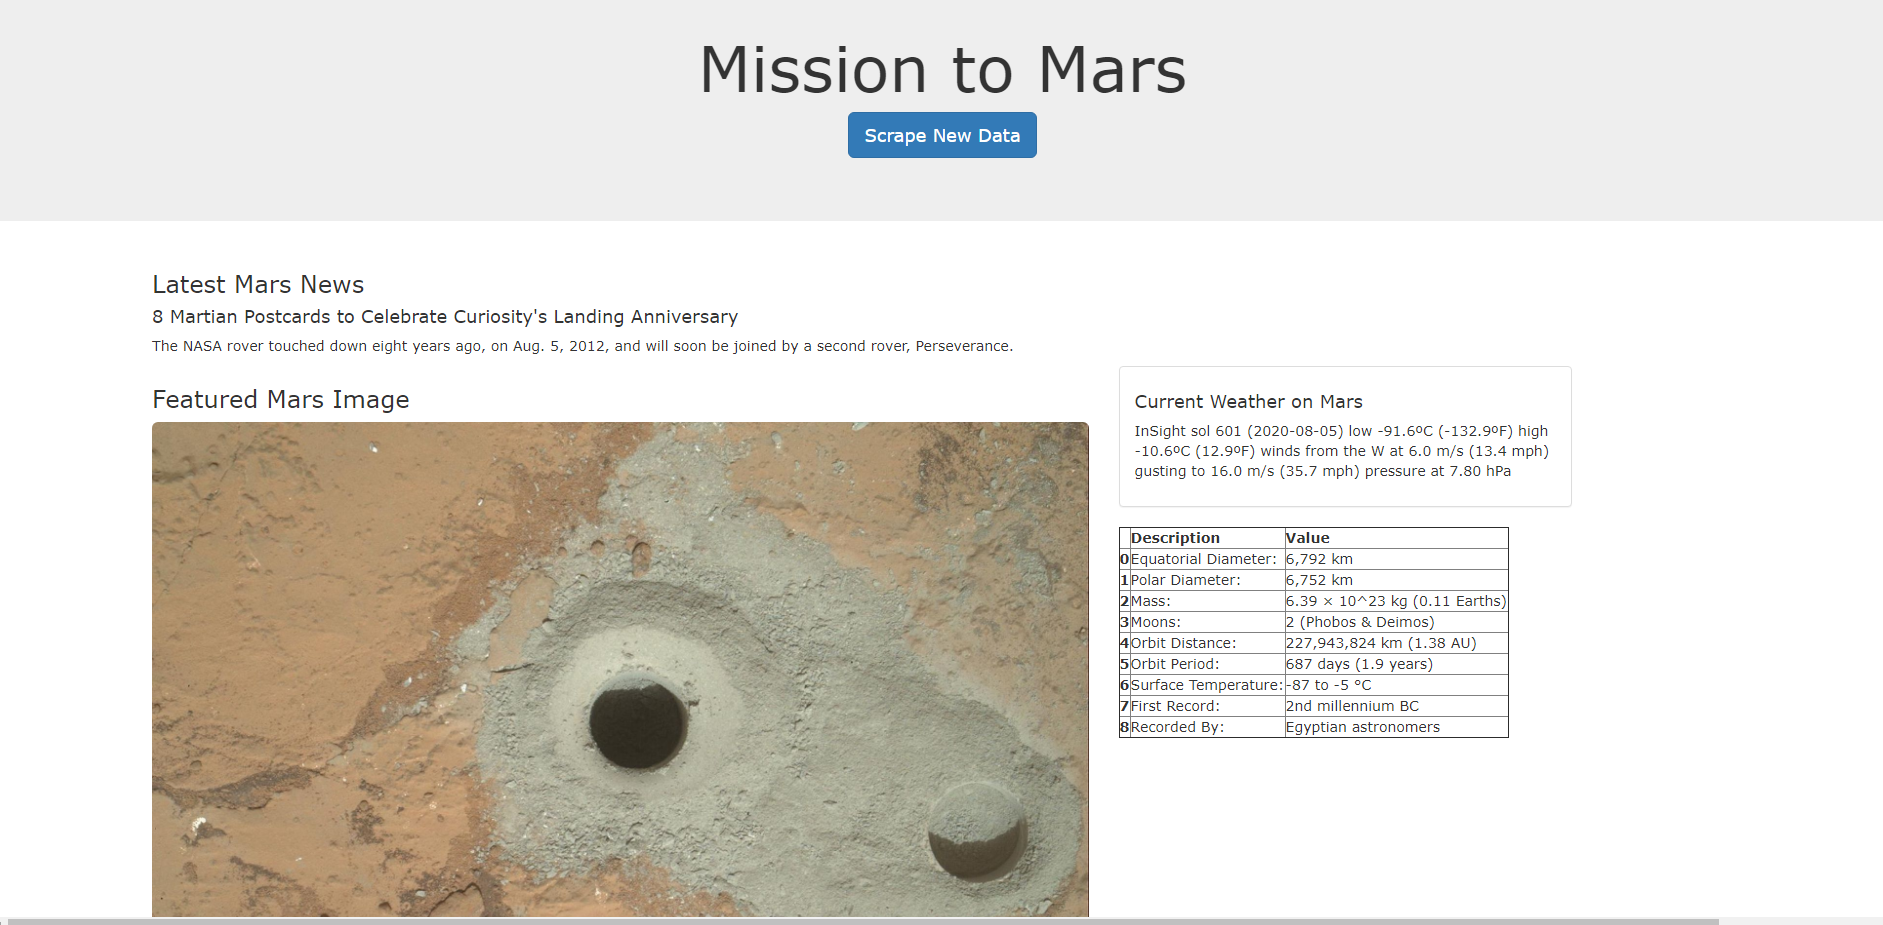 Mission to Mars
Scrape New Data
Latest Mars News
8 Martian Postcards to Celebrate Curiosity's Landing Anniversary
The NASA rover touched down eight years ago, on Aug. 5, 2012, and will soon be joined by a second rover, Perseverance.
Featured Mars Image
Current Weather on Mars
InSight sol 601 (2020-08-05) low -91.6ºC (-132.9ºF) high
-10.6ºC (12.9ºF) winds from the W at 6.0 m/s (13.4 mph)
gusting to 16.0 m/s (35.7 mph) pressure at 7.80 hPa
Description Value
0 Equatorial Diameter: 6,792 km
1 Polar Diameter: 6,752 km
2 Mass: 6.39 × 10^23 kg (0.11 Earths)
3 Moons: 2 (Phobos & Deimos)
4 Orbit Distance: 227,943,824 km (1.38 AU)
5 Orbit Period: 687 days (1.9 years)
6 Surface Temperature: -87 to -5 °C
7 First Record: 2nd millennium BC
8 Recorded By: Egyptian astronomers